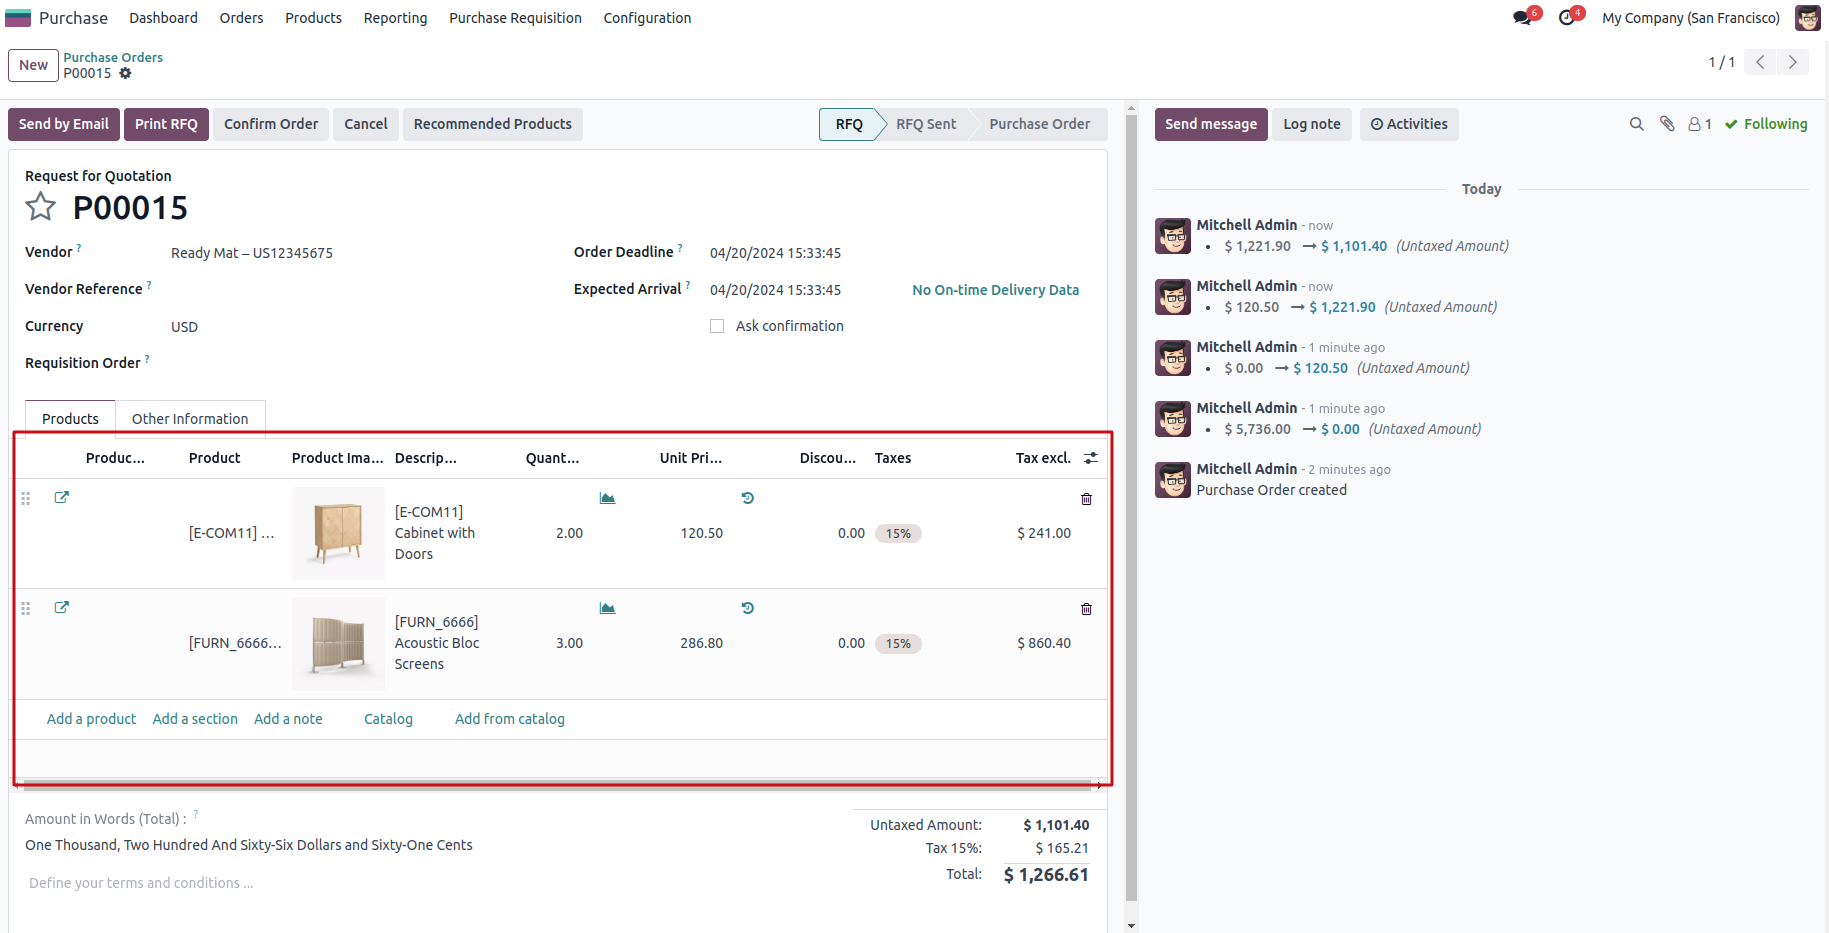 Purchase Dashboard Orders Products Reporting Purchase Requisition Configuration 6 4 My Company (San Francisco)
New Purchase Orders
P00015
1 / 1
Send by Email Print RFQ Confirm Order Cancel Recommended Products RFQ RFQ Sent Purchase Order
Send message Log note Activities 1 Following
Request for Quotation
P00015
Vendor ? Ready Mat – US12345675 Order Deadline ? 04/20/2024 15:33:45
Vendor Reference ? Expected Arrival ? 04/20/2024 15:33:45 No On-time Delivery Data
Currency USD Ask confirmation
Requisition Order ?
Products Other Information
Produc... Product Product Ima... Descrip... Quant... Unit Pri... Discou... Taxes Tax excl.
[E-COM11] ... [E-COM11] Cabinet with Doors 2.00 120.50 0.00 15% $ 241.00
[FURN_6666... [FURN_6666] Acoustic Bloc Screens 3.00 286.80 0.00 15% $ 860.40
Add a product Add a section Add a note Catalog Add from catalog
Amount in Words (Total) : ?
One Thousand, Two Hundred And Sixty-Six Dollars and Sixty-One Cents
Define your terms and conditions ...
Untaxed Amount: $ 1,101.40
Tax 15%: $ 165.21
Total: $ 1,266.61
Today
Mitchell Admin - now
• $ 1,221.90 → $ 1,101.40 (Untaxed Amount)
Mitchell Admin - now
• $ 120.50 → $ 1,221.90 (Untaxed Amount)
Mitchell Admin - 1 minute ago
• $ 0.00 → $ 120.50 (Untaxed Amount)
Mitchell Admin - 1 minute ago
• $ 5,736.00 → $ 0.00 (Untaxed Amount)
Mitchell Admin - 2 minutes ago
Purchase Order created